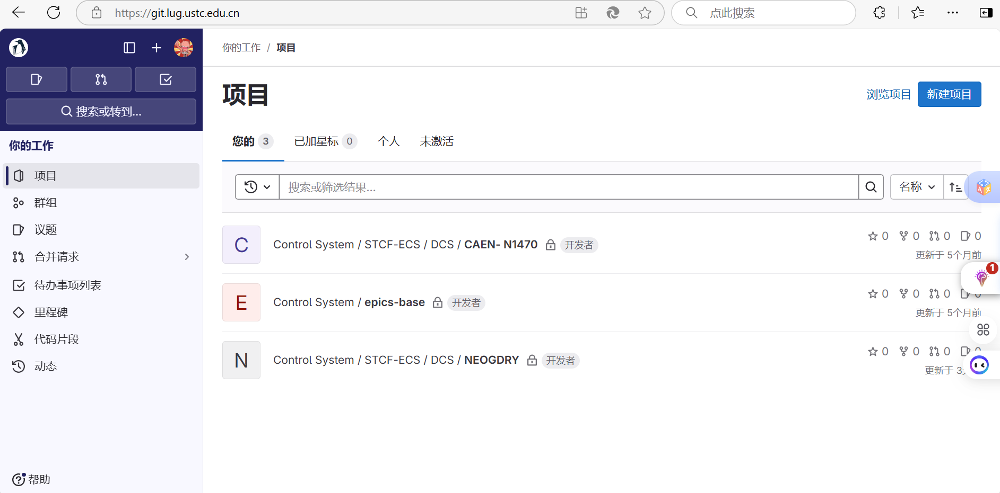 https://git.lug.ustc.edu.cn
点此搜索
搜索或转到...
你的工作
项目
群组
议题
合并请求
待办事项列表
里程碑
代码片段
动态
帮助
你的工作 / 项目
项目
浏览项目
新建项目
您的 3
已加星标 0
个人
未激活
搜索或筛选结果...
名称
C
Control System / STCF-ECS / DCS / CAEN- N1470 开发者
0 0 0 0
更新于 5个月前
E
Control System / epics-base 开发者
0 0 0 0
更新于 5个月前
N
Control System / STCF-ECS / DCS / NEOGDRY 开发者
0 0 0 0
更新于 3
1